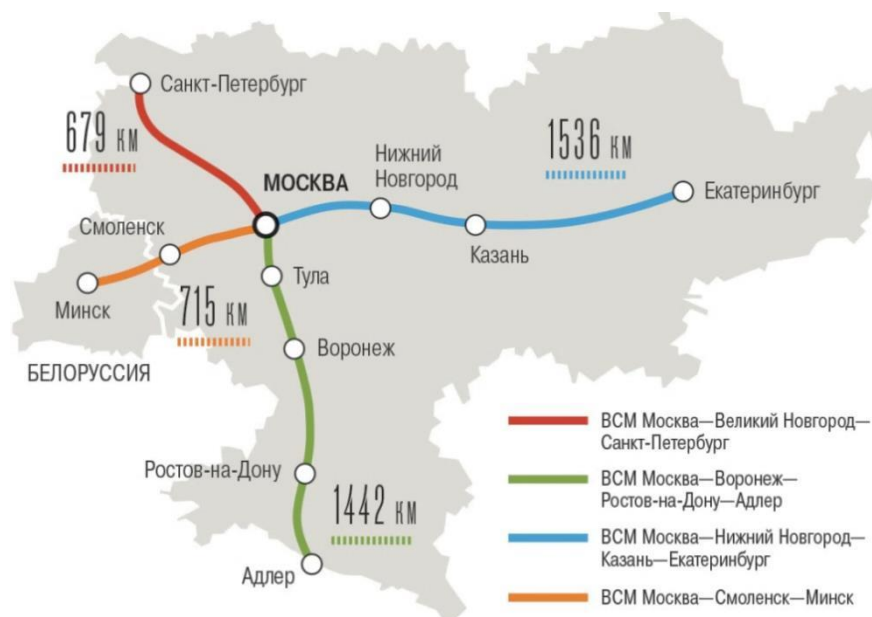 Санкт-Петербург
679 км
1536 км
Нижний
Новгород
МОСКВА
Екатеринбург
Смоленск
Казань
Тула
Минск
715 км
Воронеж
БЕЛОРУССИЯ
Ростов-на-Дону
1442 км
Адлер
ВСМ Москва—Великий Новгород—
Санкт-Петербург
ВСМ Москва—Воронеж—
Ростов-на-Дону—Адлер
ВСМ Москва—Нижний Новгород—
Казань—Екатеринбург
ВСМ Москва—Смоленск—Минск